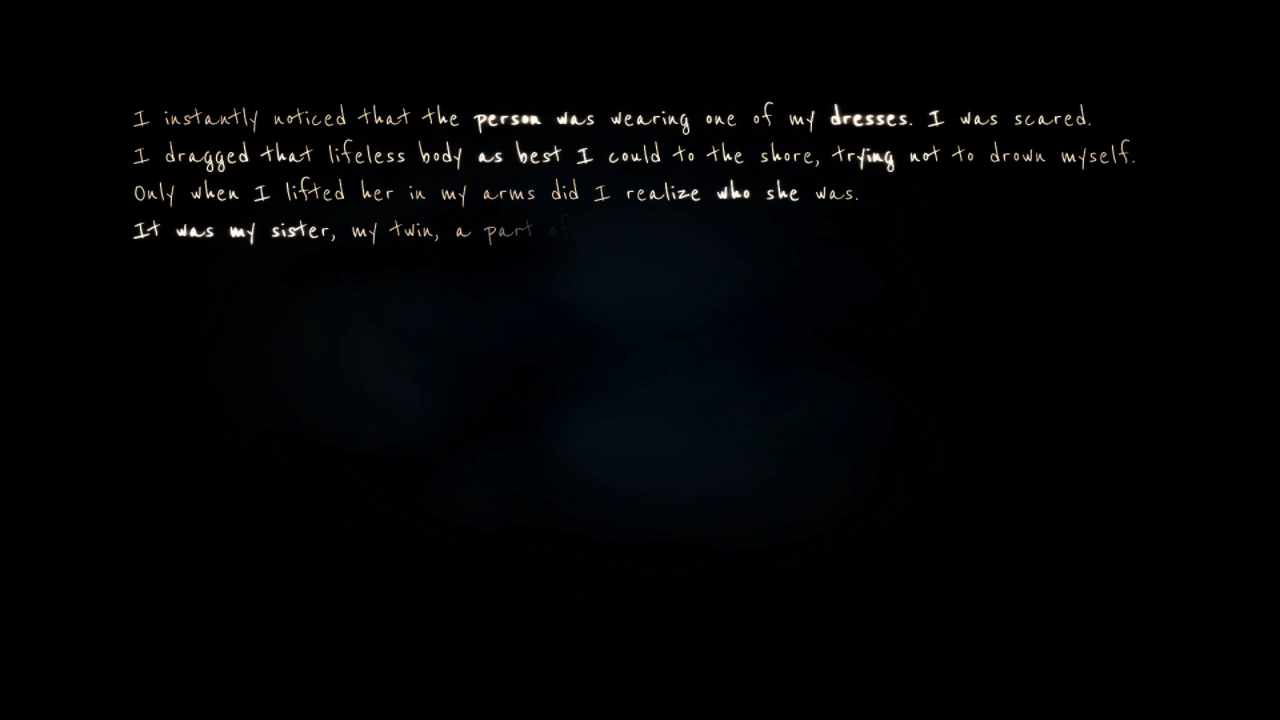 I instantly noticed that the person was wearing one of my dresses. I was scared.
I dragged that lifeless body as best I could to the shore, trying not to drown myself.
Only when I lifted her in my arms did I realize who she was.
It was my sister, my twin, a part of